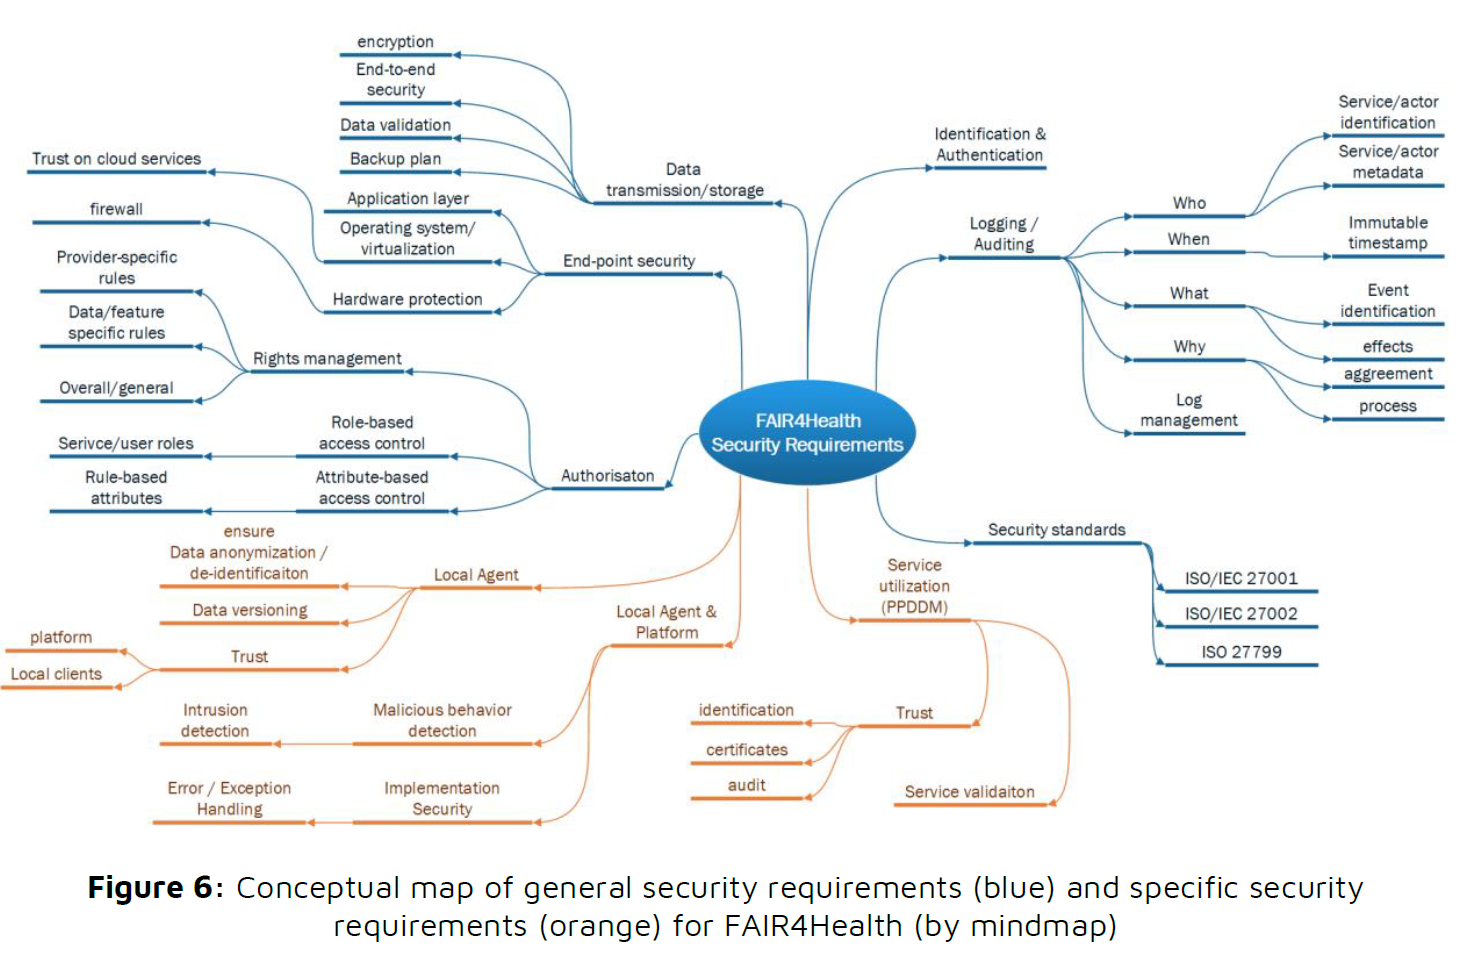 encryption
End-to-end
security
Data validation
Backup plan
Data
transmission/storage
Trust on cloud services
firewall
Application layer
Operating system/
virtualization
Hardware protection
End-point security
Provider-specific
rules
Data/feature
specific rules
Overall/general
Rights management
Serivce/user roles
Role-based
access control
Rule-based
attributes
Attribute-based
access control
Authorisaton
FAIR4Health
Security Requirements
Identification &
Authentication
Logging /
Auditing
Who
Service/actor
identification
Service/actor
metadata
When
Immutable
timestamp
What
Event
identification
effects
Why
aggreement
process
Log
management
Security standards
ISO/IEC 27001
ISO/IEC 27002
ISO 27799
ensure
Data anonymization /
de-identificaiton
Data versioning
Trust
platform
Local clients
Local Agent
Local Agent &
Platform
Malicious behavior
detection
Intrusion
detection
Implementation
Security
Error / Exception
Handling
Service
utilization
(PPDDM)
Trust
identification
certificates
audit
Service validaiton
Figure 6: Conceptual map of general security requirements (blue) and specific security
requirements (orange) for FAIR4Health (by mindmap)